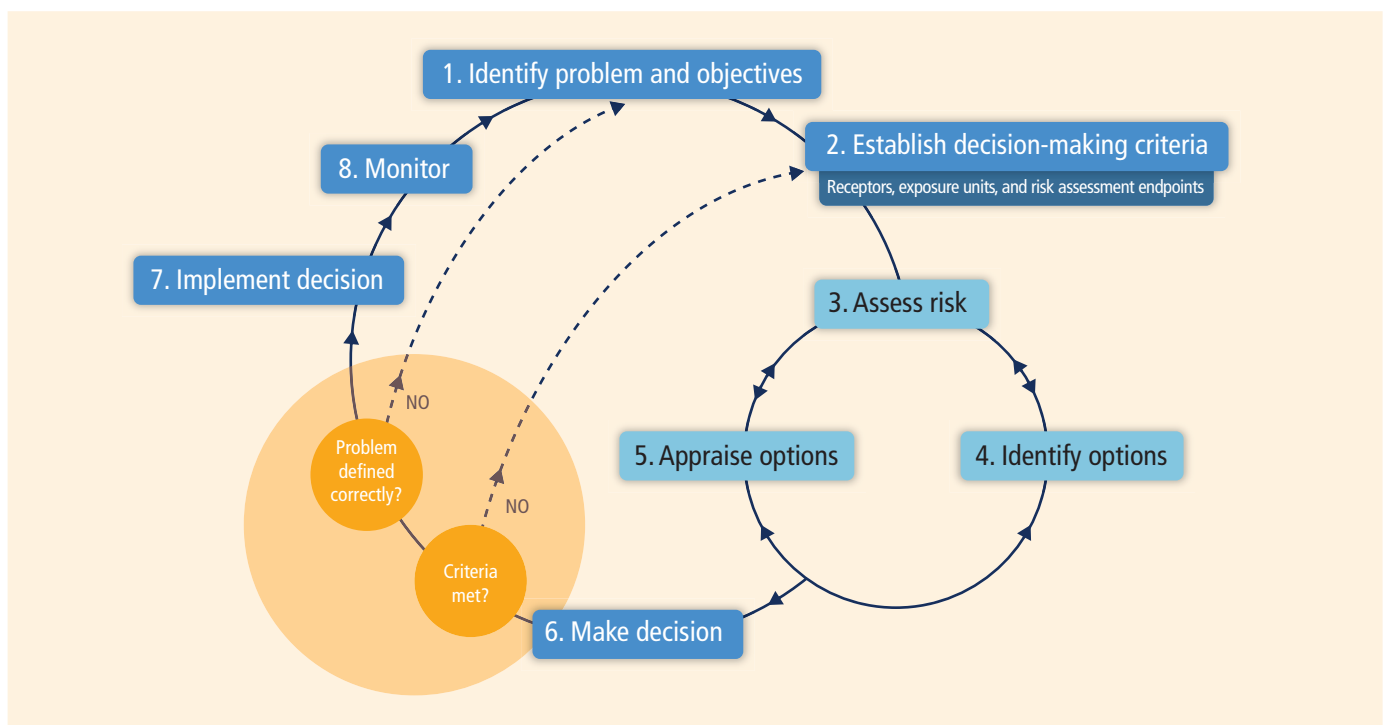 1. Identify problem and objectives
2. Establish decision-making criteria
Receptors, exposure units, and risk assessment endpoints
8. Monitor
7. Implement decision
3. Assess risk
NO
5. Appraise options
4. Identify options
Problem
defined
correctly?
NO
Criteria
met?
6. Make decision